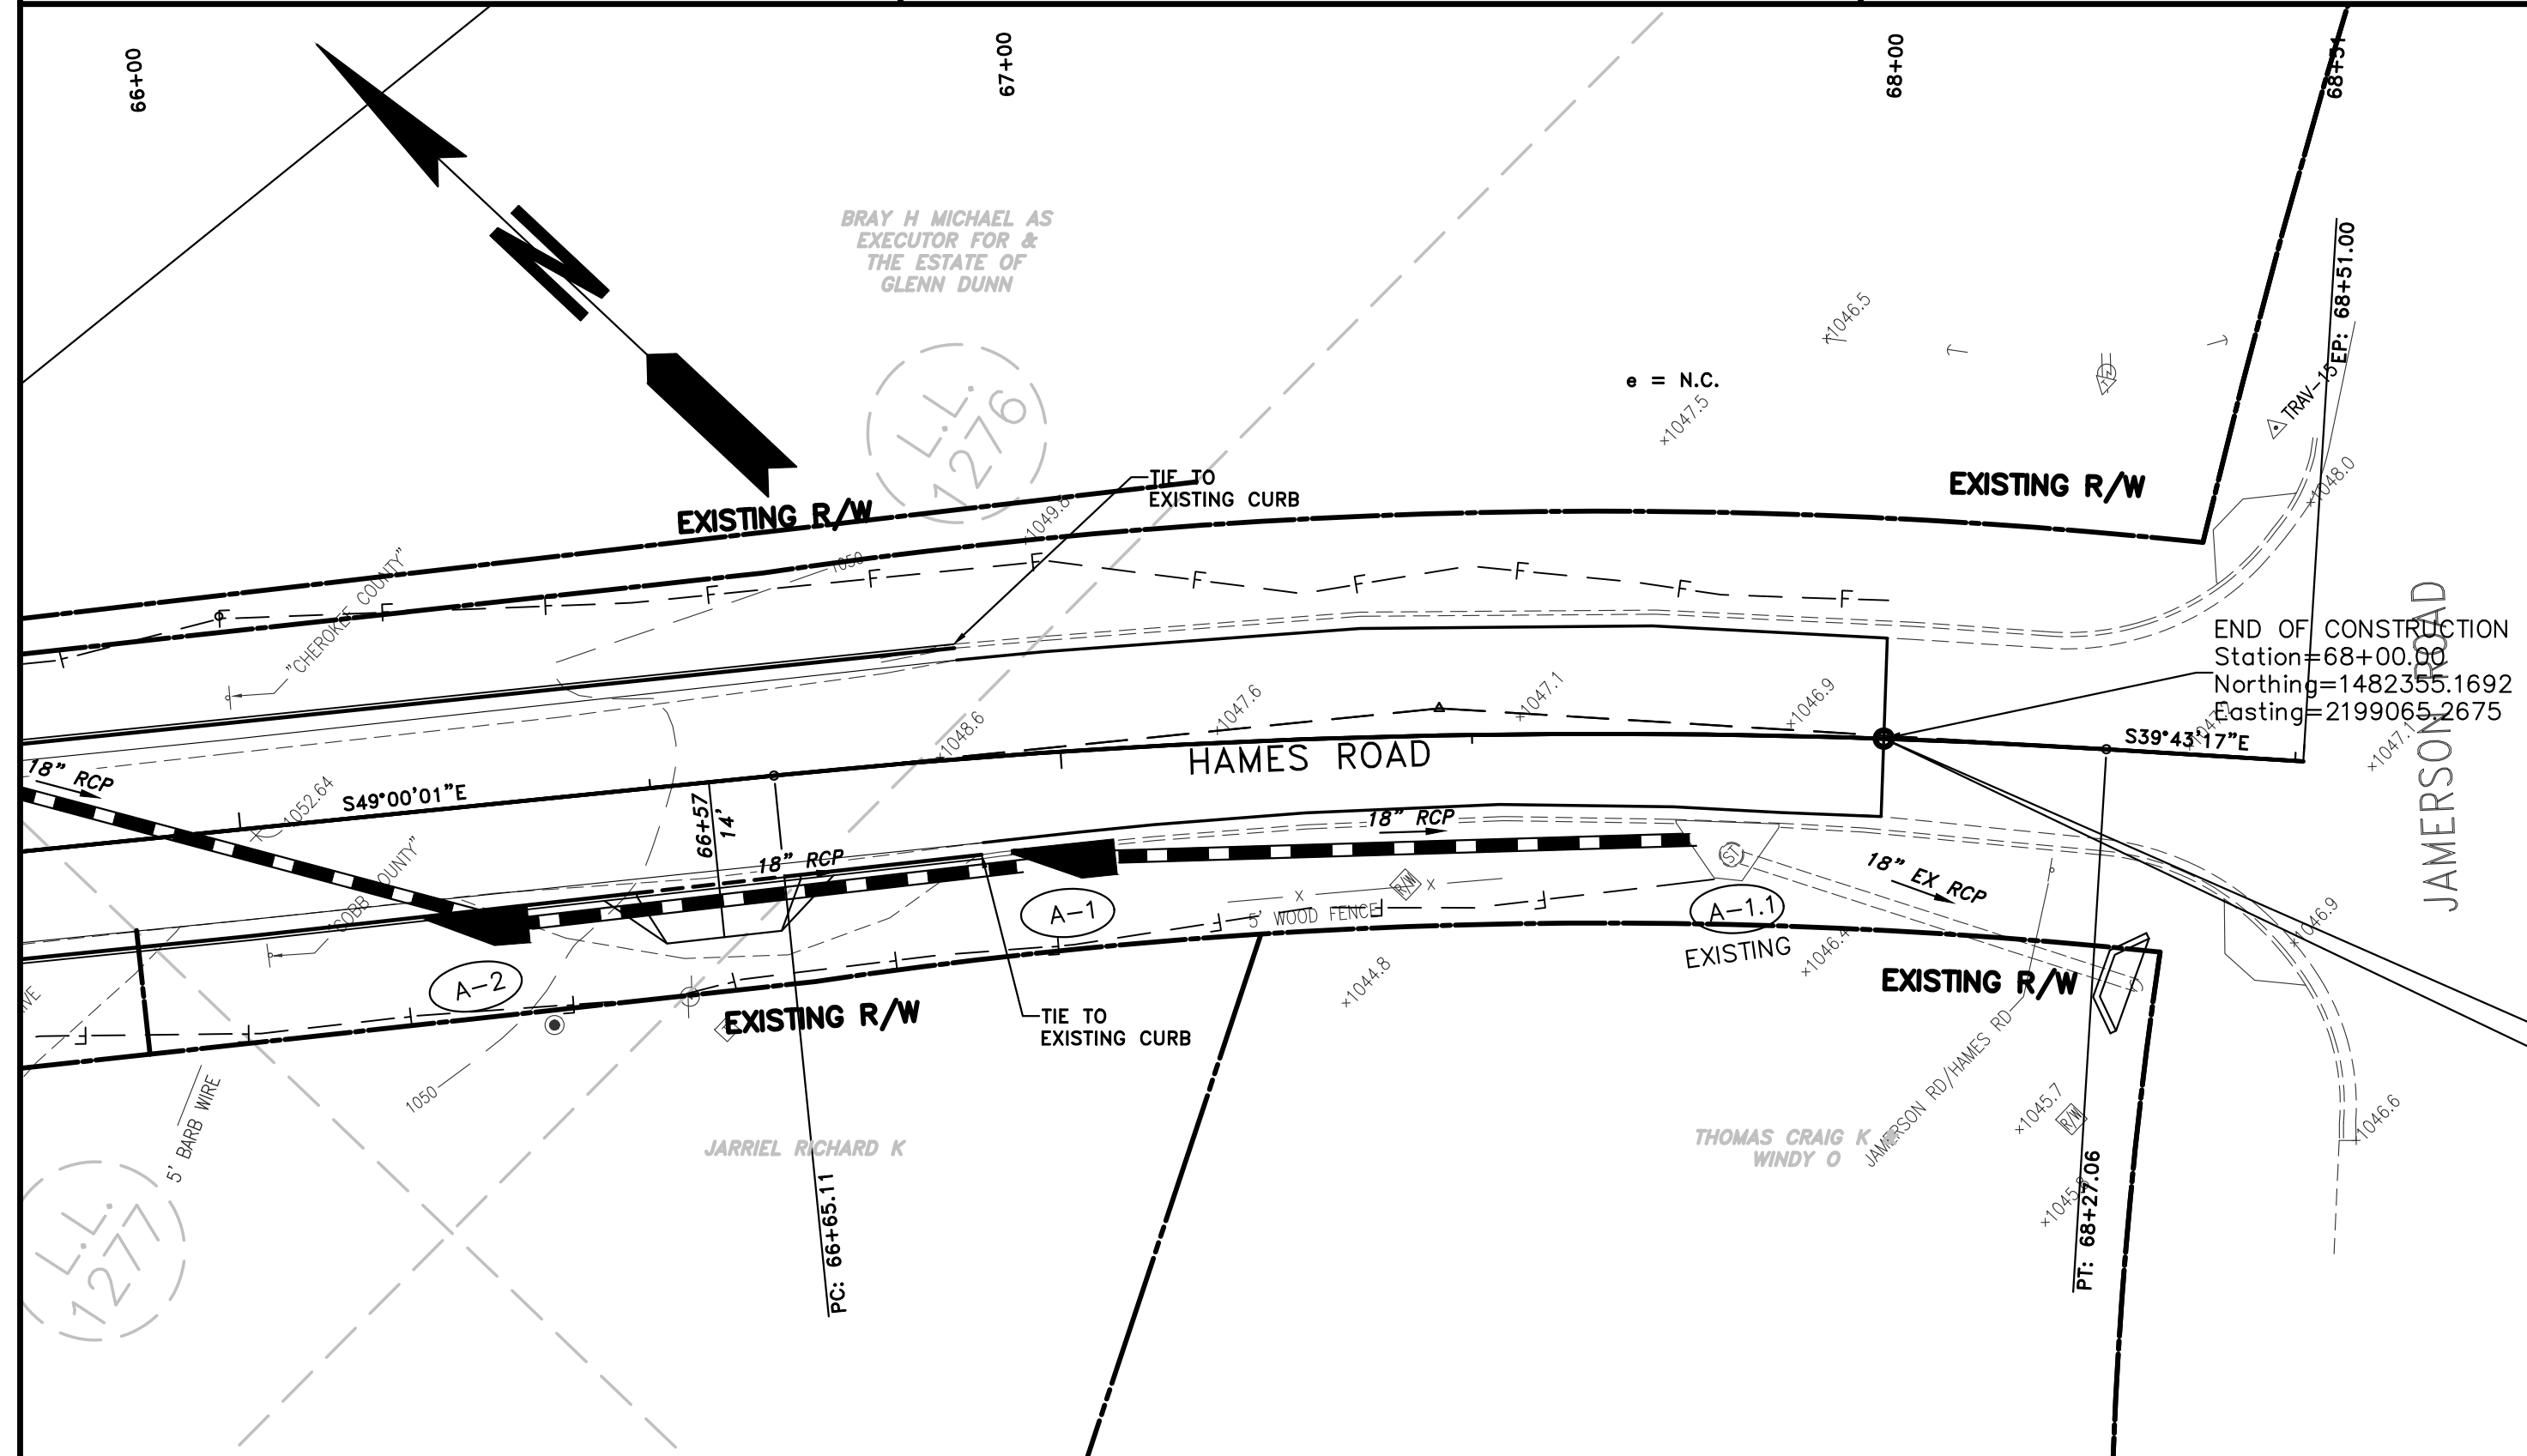 66+00
67+00
68+00
68+51
N
BRAY H MICHAEL AS
EXECUTOR FOR &
THE ESTATE OF
GLENN DUNN
L.L.
1276
e = N.C.
×1046.5
×1047.5
TRAV-15
EP: 68+51.00
×1048.0
EXISTING R/W
EXISTING R/W
TIE TO
EXISTING CURB
×1049.8
1050
F F F F F F F F F F F
"CHEROKEE COUNTY"
×1048.6
×1047.6
×1047.1
×1046.9
END OF CONSTRUCTION
Station=68+00.00
Northing=1482355.1692
Easting=2199065.2675
JAMERSON ROAD
S39°43'17"E
×1047.1
HAMES ROAD
18" RCP
1052.64
S49°00'01"E
66+57
14'
18" RCP
18" RCP
ST
18" EX RCP
A-1
A-1.1
EXISTING
A-2
5' WOOD FENCE
X X
R/W
×1044.8
×1046.4
×1046.9
EXISTING R/W
EXISTING R/W
TIE TO
EXISTING CURB
1050
5' BARB WIRE
JARRIEL RICHARD K
THOMAS CRAIG K
WINDY O
JAMERSON RD/HAMES RD
×1045.7
R/W
×1046.6
PC: 66+65.11
PT: 68+27.06
L.L.
1277